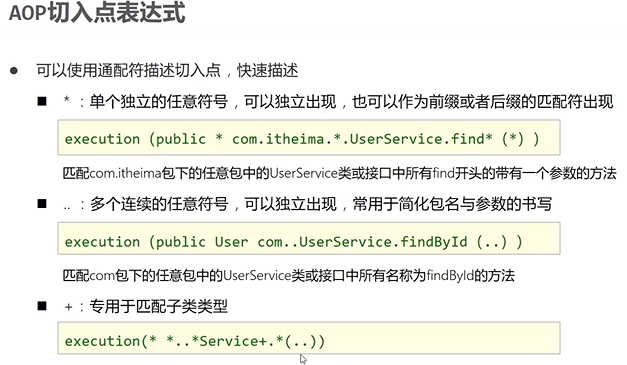 AOP切入点表达式
● 可以使用通配符描述切入点，快速描述
■ *：单个独立的任意符号，可以独立出现，也可以作为前缀或者后缀的匹配符出现
execution (public * com.itheima.*.UserService.find* (*) )
匹配com.itheima包下的任意包中的UserService类或接口中所有find开头的带有一个参数的方法
■ ..：多个连续的任意符号，可以独立出现，常用于简化包名与参数的书写
execution (public User com..UserService.findById (..) )
匹配com包下的任意包中的UserService类或接口中所有名称为findById的方法
■ +：专用于匹配子类类型
execution(* *..*Service+.*(..))